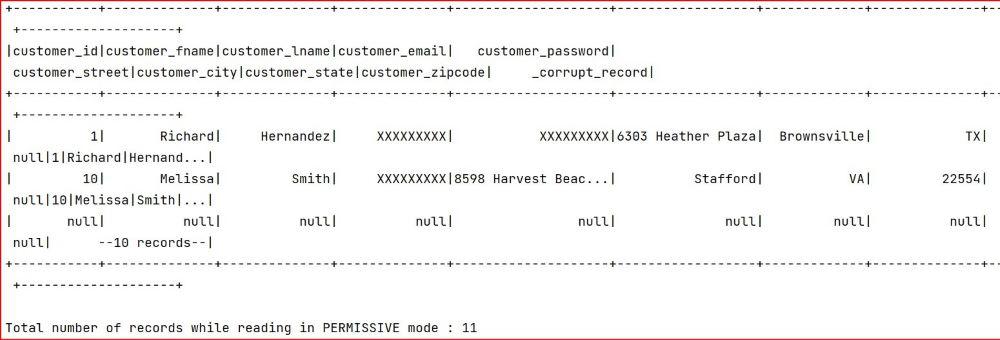 +-----------+--------------+--------------+--------------+--------------------+------------------+-------------+--------------+--
+--------------------+
|customer_id|customer_fname|customer_lname|customer_email|   customer_password|
customer_street|customer_city|customer_state|customer_zipcode|     _corrupt_record|
+-----------+--------------+--------------+--------------+--------------------+------------------+-------------+--------------+--
+--------------------+
|          1|       Richard|     Hernandez|     XXXXXXXXX|           XXXXXXXXX|6303 Heather Plaza|  Brownsville|            TX|
null|1|Richard|Hernand...|
|         10|       Melissa|         Smith|     XXXXXXXXX|8598 Harvest Beac...|          Stafford|           VA|         22554|
null|10|Melissa|Smith|...|
|       null|          null|          null|          null|                null|              null|         null|          null|
null|      --10 records--|
+-----------+--------------+--------------+--------------+--------------------+------------------+-------------+--------------+--
+--------------------+
Total number of records while reading in PERMISSIVE mode : 11